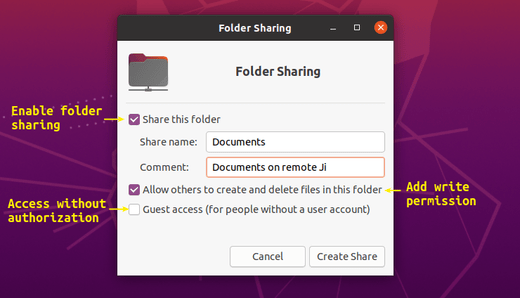 Folder Sharing
Folder Sharing
Enable folder
sharing
Share this folder
Share name: Documents
Comment: Documents on remote Ji
Allow others to create and delete files in this folder
Add write
permission
Access without
authorization
Guest access (for people without a user account)
Cancel Create Share